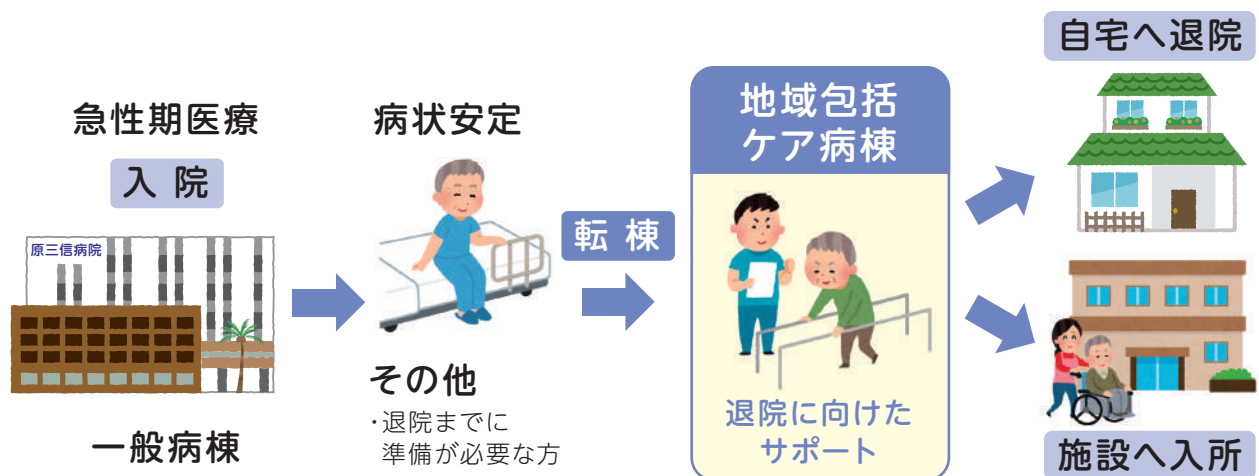 急性期医療
入院
原三信病院
一般病棟
病状安定
その他
・退院までに
準備が必要な方
転棟
地域包括
ケア病棟
退院に向けた
サポート
自宅へ退院
施設へ入所